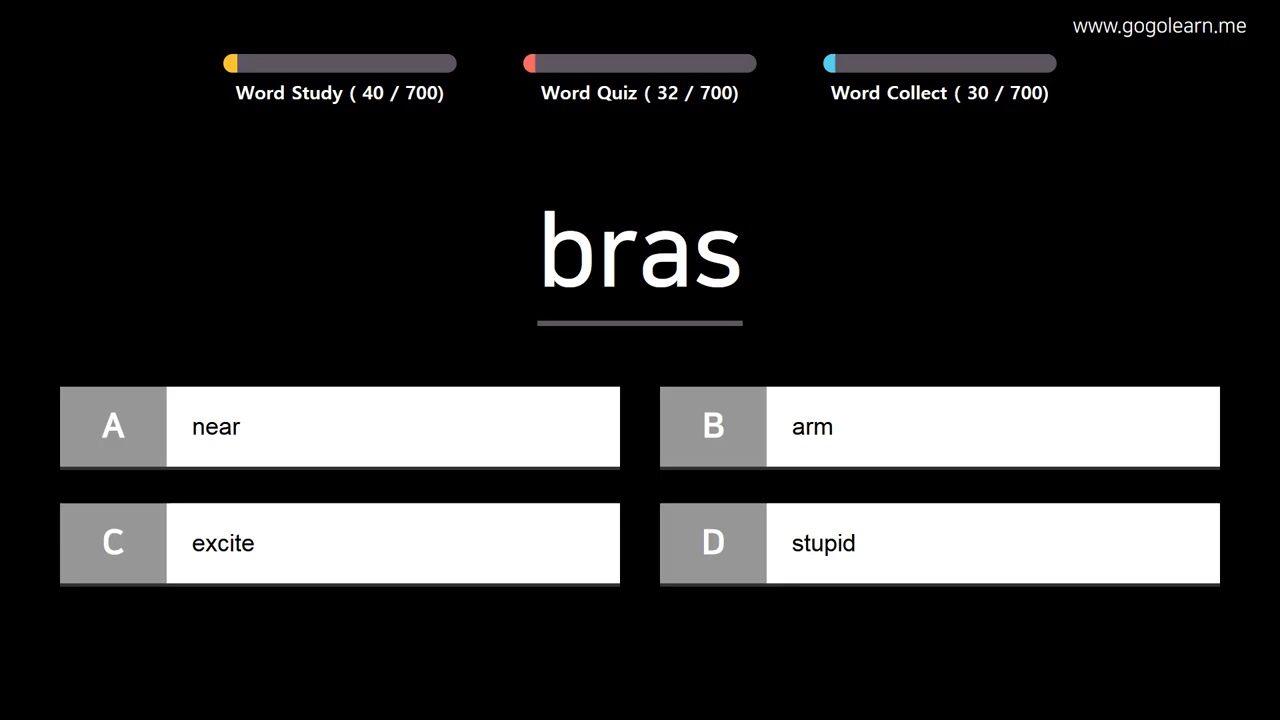 www.gogolearn.me
Word Study ( 40 / 700)
Word Quiz ( 32 / 700)
Word Collect ( 30 / 700)
bras
A near
B arm
C excite
D stupid